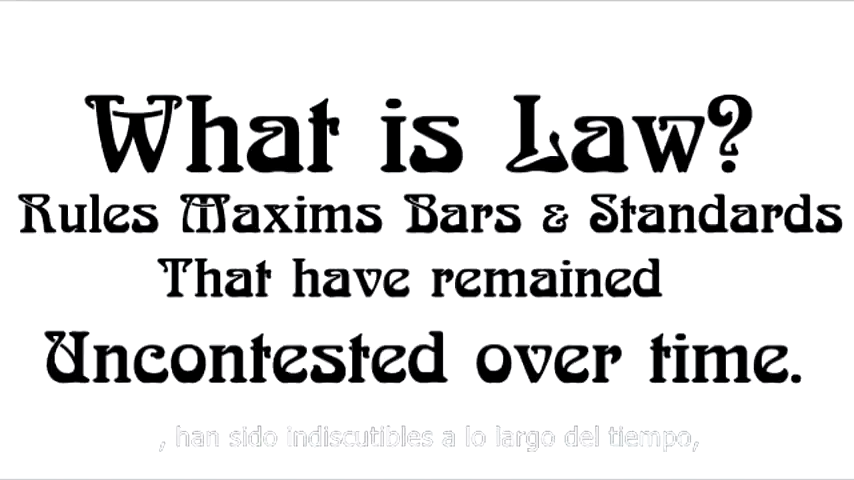 What is Law?
Rules Maxims Bars & Standards
That have remained
Uncontested over time.
, han sido indiscutibles a lo largo del tiempo,